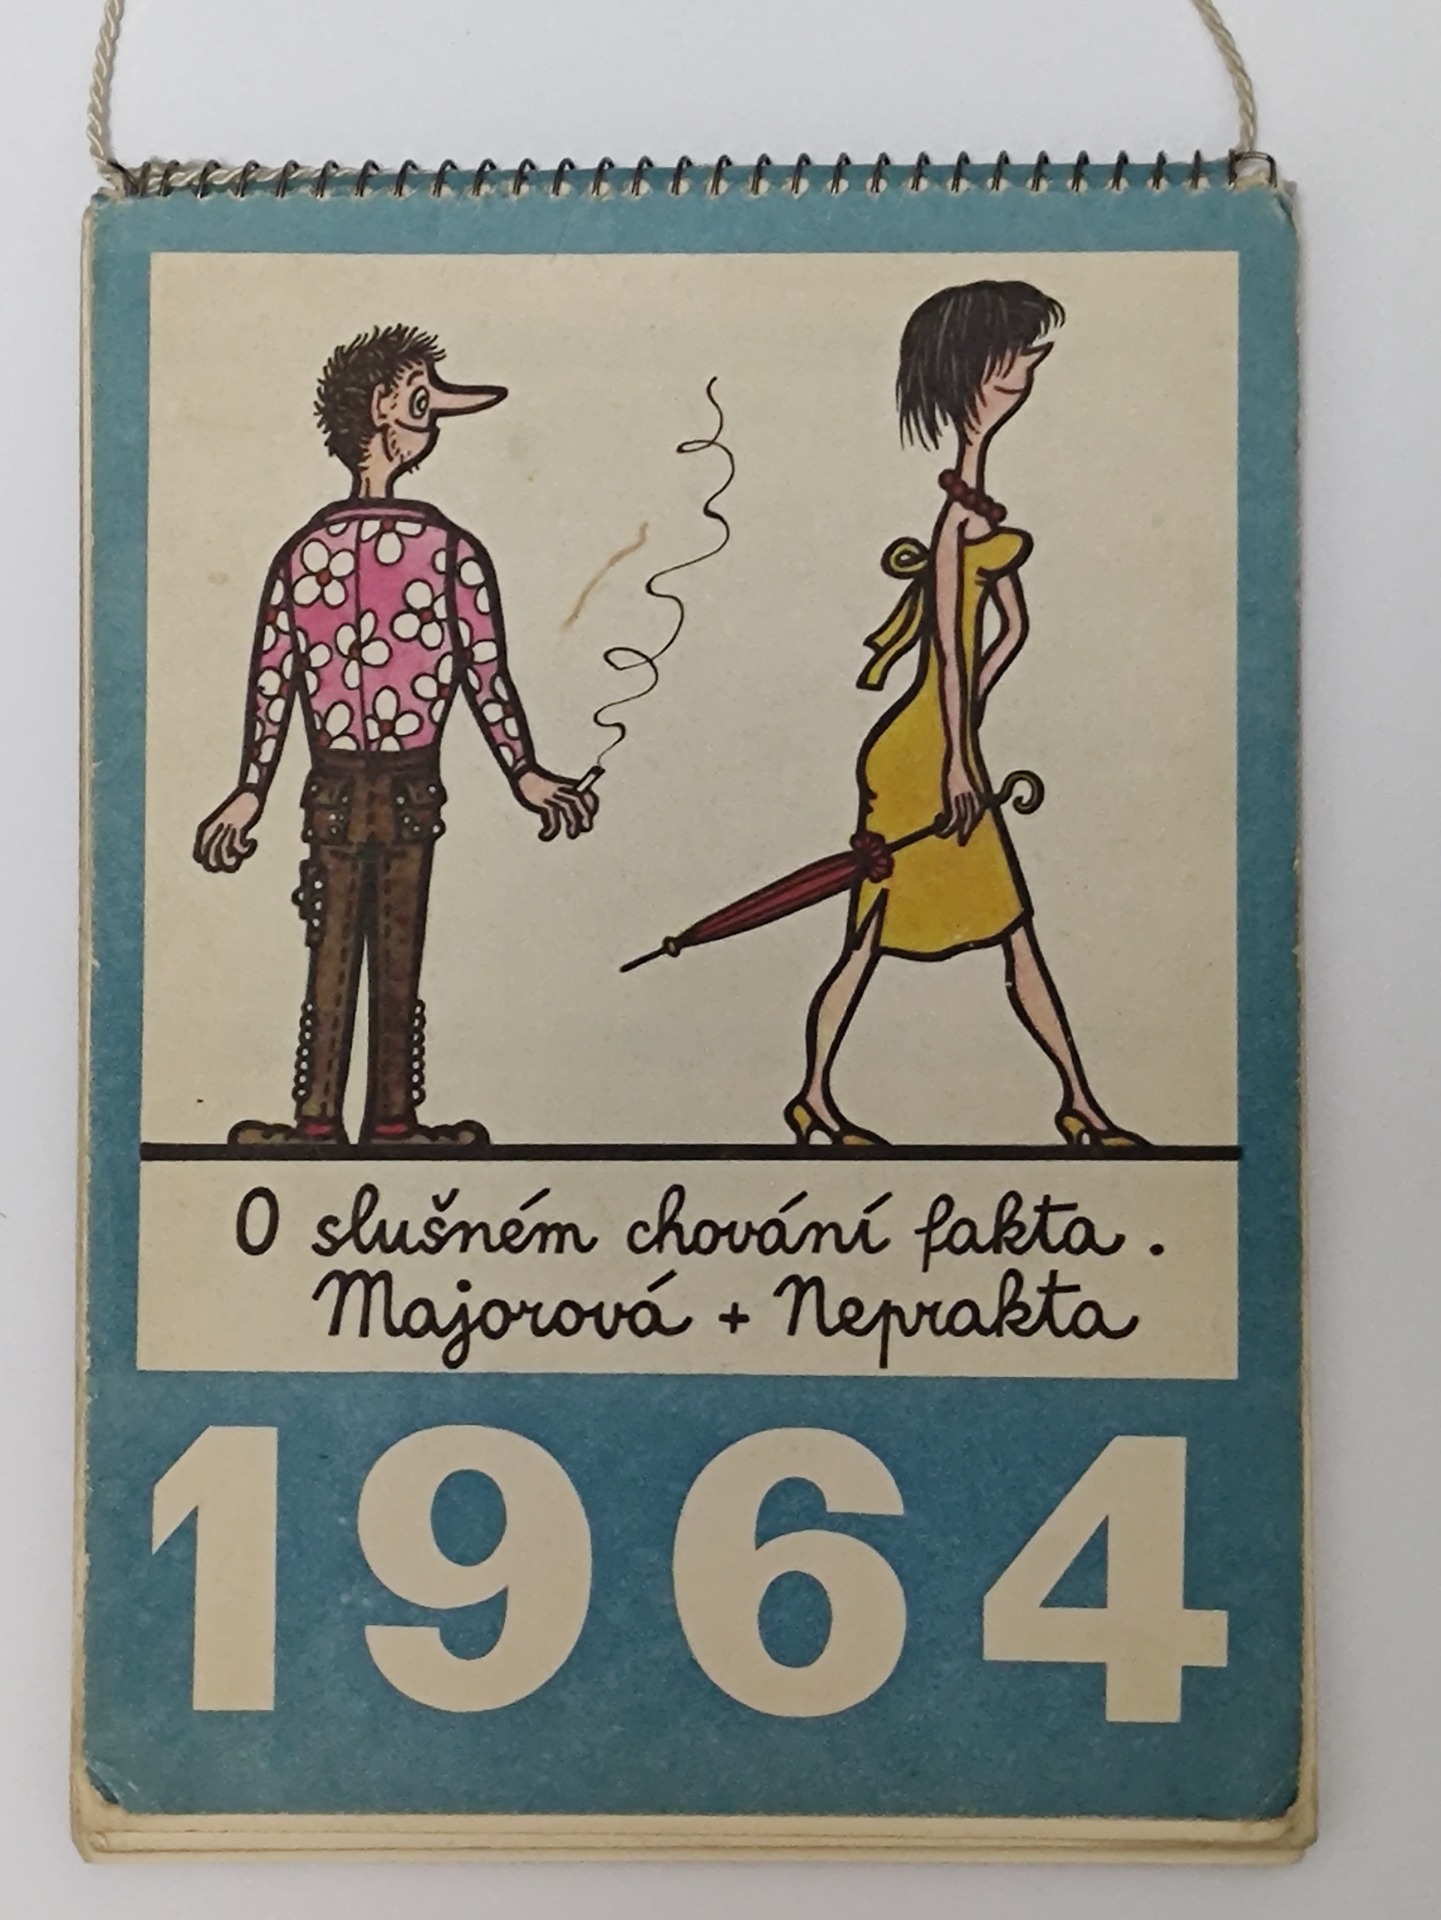 O slušném chování fakta.
Majorová + Neprakta
1964